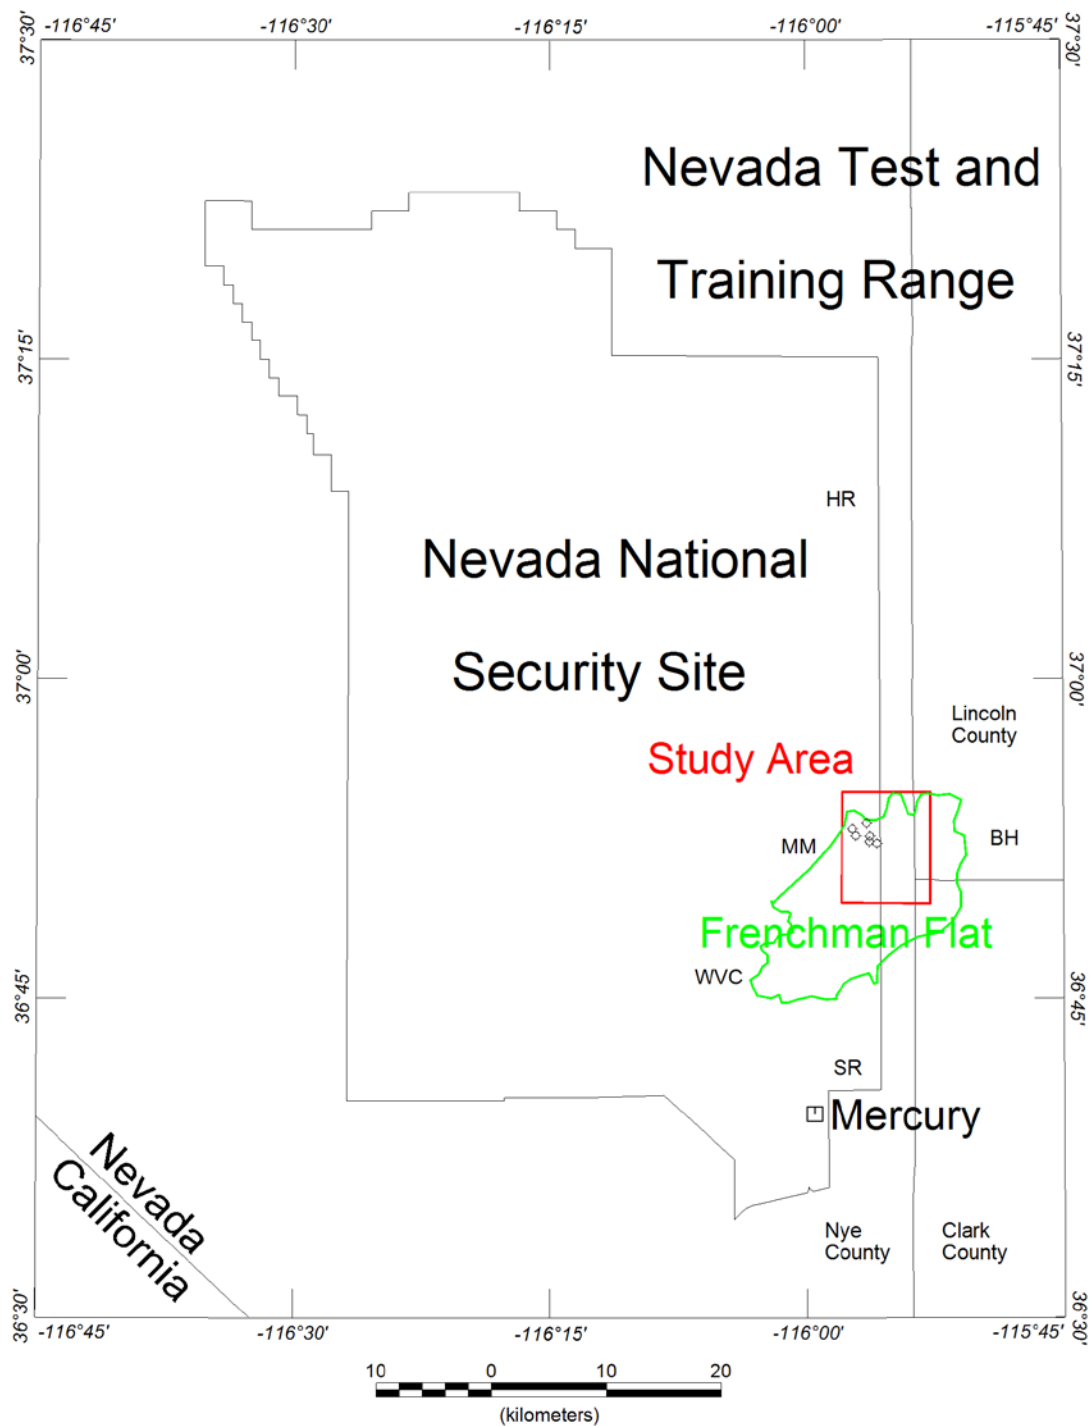 -116°45' -116°30' -116°15' -116°00' -115°45'
37°30' 37°30'
Nevada Test and
Training Range
37°15' 37°15'
HR
Nevada National
Security Site
37°00' 37°00'
Lincoln
County
Study Area
MM BH
Frenchman Flat
WVC
36°45' 36°45'
SR
Mercury
Nevada
California
Nye
County
Clark
County
36°30' 36°30'
-116°45' -116°30' -116°15' -116°00' -115°45'
10 0 10 20
(kilometers)